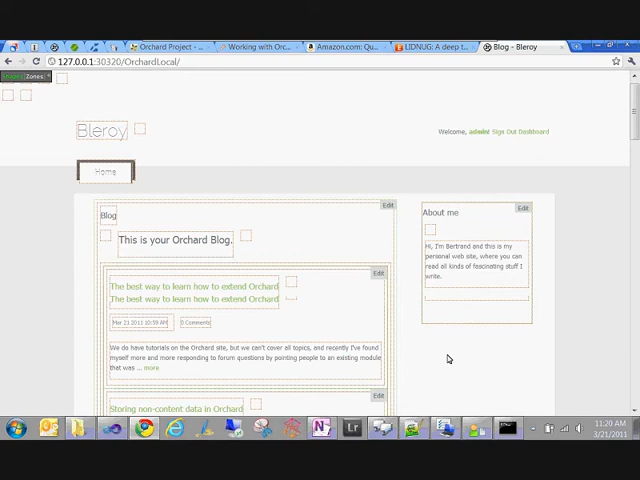 Orchard Project - ...
Working with Orc...
Amazon.com: Qu...
LIDNUG: A deep t...
Blog - Bleroy
127.0.0.1:30320/OrchardLocal/
Zones
Bleroy
Welcome, admin! Sign Out Dashboard
Home
Edit
Blog
This is your Orchard Blog.
Edit
The best way to learn how to extend Orchard
The best way to learn how to extend Orchard
Mar 21 2011 10:59 AM
0 Comments
We do have tutorials on the Orchard site, but we can't cover all topics, and recently I've found
myself more and more responding to forum questions by pointing people to an existing module
that was ... more
Edit
Storing non-content data in Orchard
Edit
About me
Hi, I'm Bertrand and this is my
personal web site, where you can
read all kinds of fascinating stuff I
write.
Lr
11:20 AM
3/21/2011